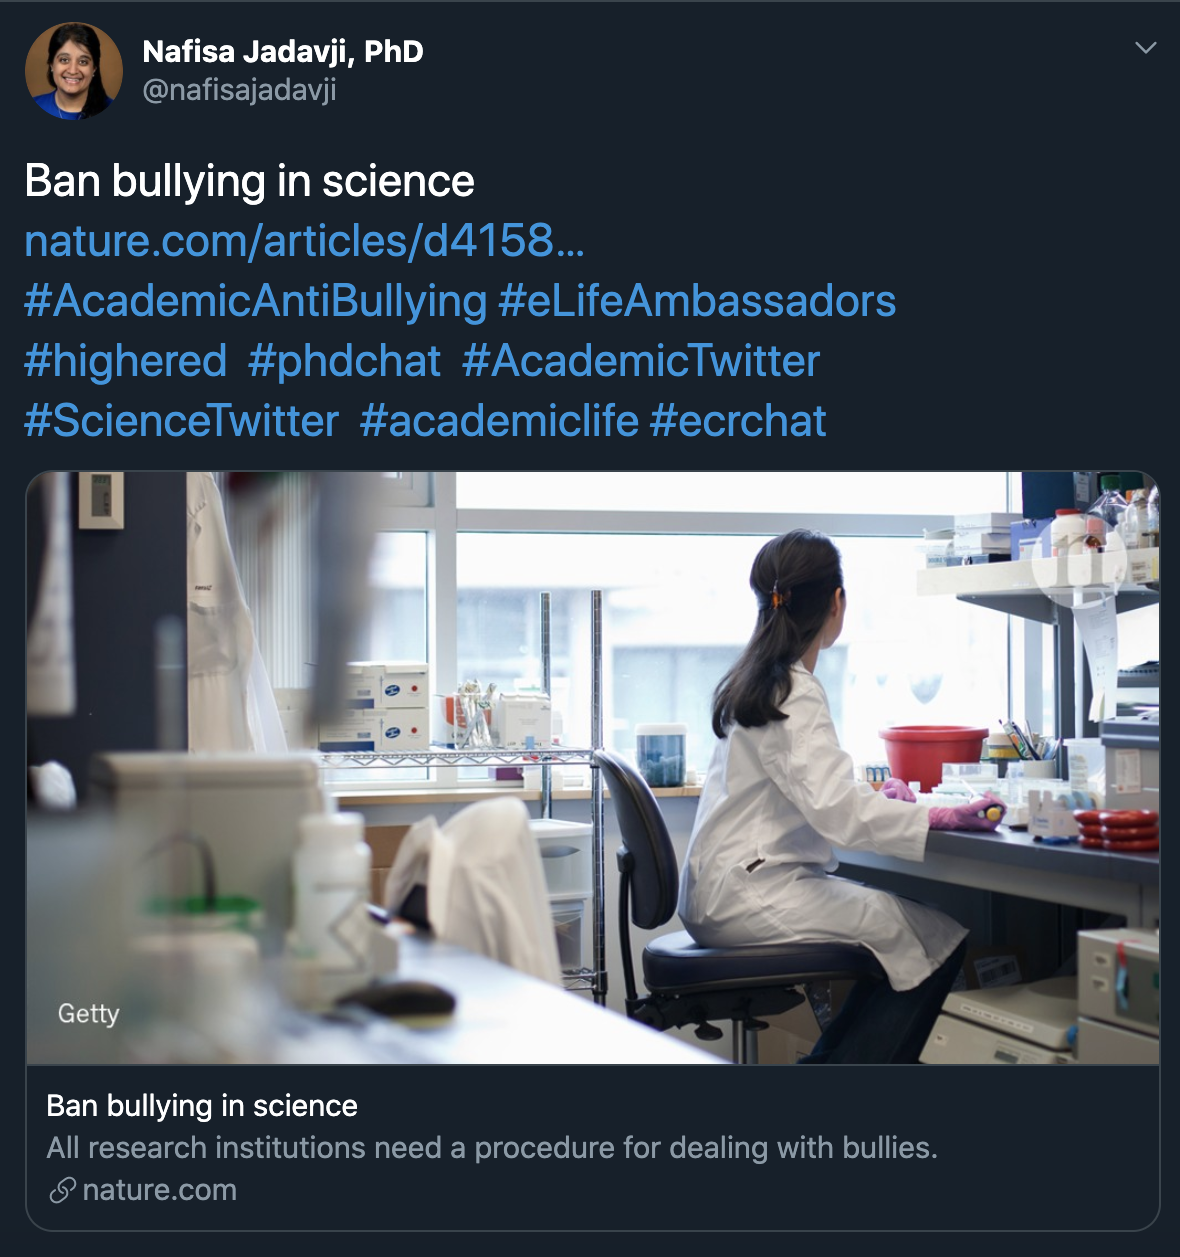 Nafisa Jadavji, PhD
@nafisajadavji
Ban bullying in science
nature.com/articles/d4158...
#AcademicAntiBullying #eLifeAmbassadors
#highered #phdchat #AcademicTwitter
#ScienceTwitter #academiclife #ecrchat
Getty
Ban bullying in science
All research institutions need a procedure for dealing with bullies.
nature.com